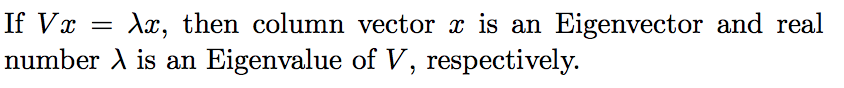 If Vx = λx, then column vector x is an Eigenvector and real
number λ is an Eigenvalue of V, respectively.